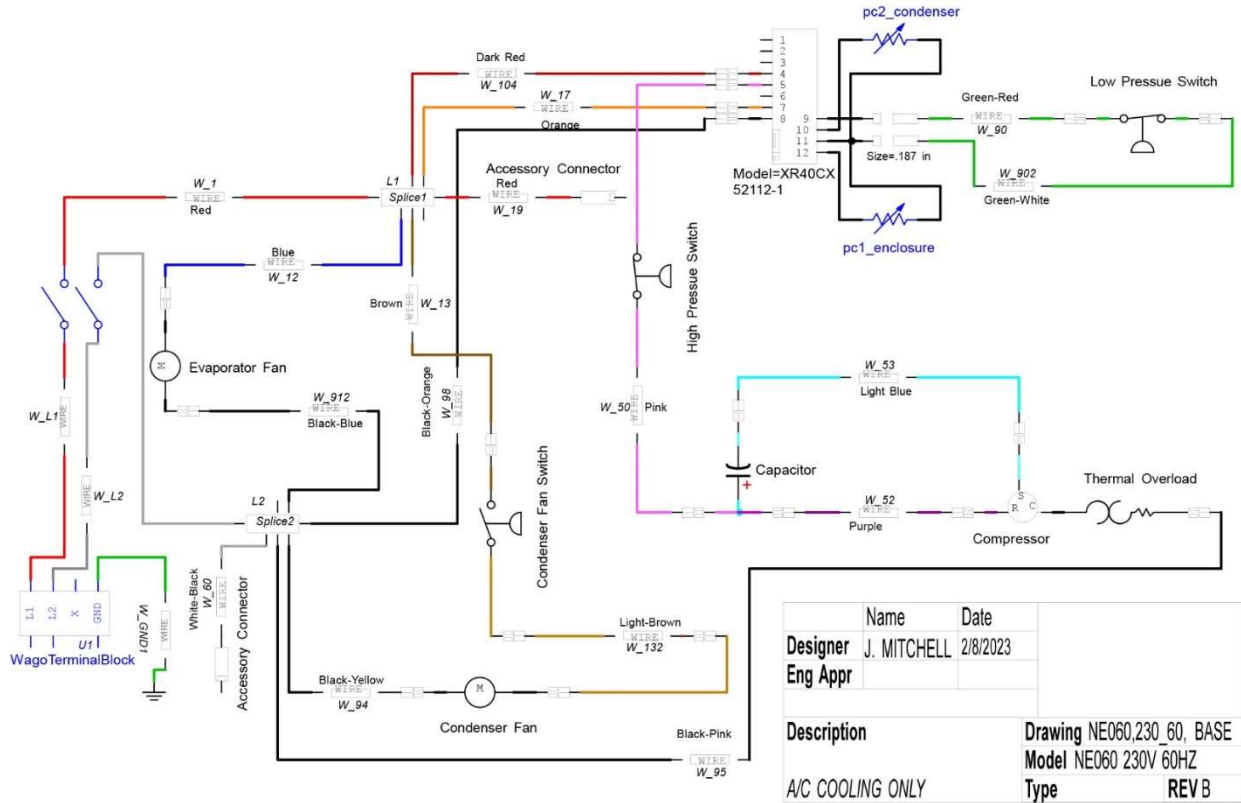 pc2_condenser
1
2
3
4
5
6
7
8
9
10
11
12
Dark Red
WIRE
W_104
W_17
WIRE
Orange
Green-Red
WIRE
W_90
Low Pressue Switch
Size=.187 in
W_902
WIRE
Green-White
Model=XR40CX
52112-1
pc1_enclosure
Accessory Connector
Red
WIRE
W_19
L1
Splice1
W_1
WIRE
Red
Blue
WIRE
W_12
Brown
WIRE
W_13
High Pressure Switch
M
Evaporator Fan
W_912
WIRE
Black-Blue
Black-Orange
W_98
WIRE
W_50
WIRE
Pink
W_53
WIRE
Light Blue
Capacitor
+
W_52
WIRE
Purple
S
R
C
Compressor
Thermal Overload
W_L1
WIRE
WIRE
W_L2
L2
Splice2
Condenser Fan Switch
White-Black
W_60
WIRE
Accessory Connector
L1
L2
X
GND
U1
WagoTerminalBlock
W_GND1
WIRE
Light-Brown
WIRE
W_132
Black-Yellow
WIRE
W_94
M
Condenser Fan
Black-Pink
WIRE
W_95
Name Date
Designer J. MITCHELL 2/8/2023
Eng Appr
Description
A/C COOLING ONLY
Drawing NE060,230_60, BASE
Model NE060 230V 60HZ
Type REV B